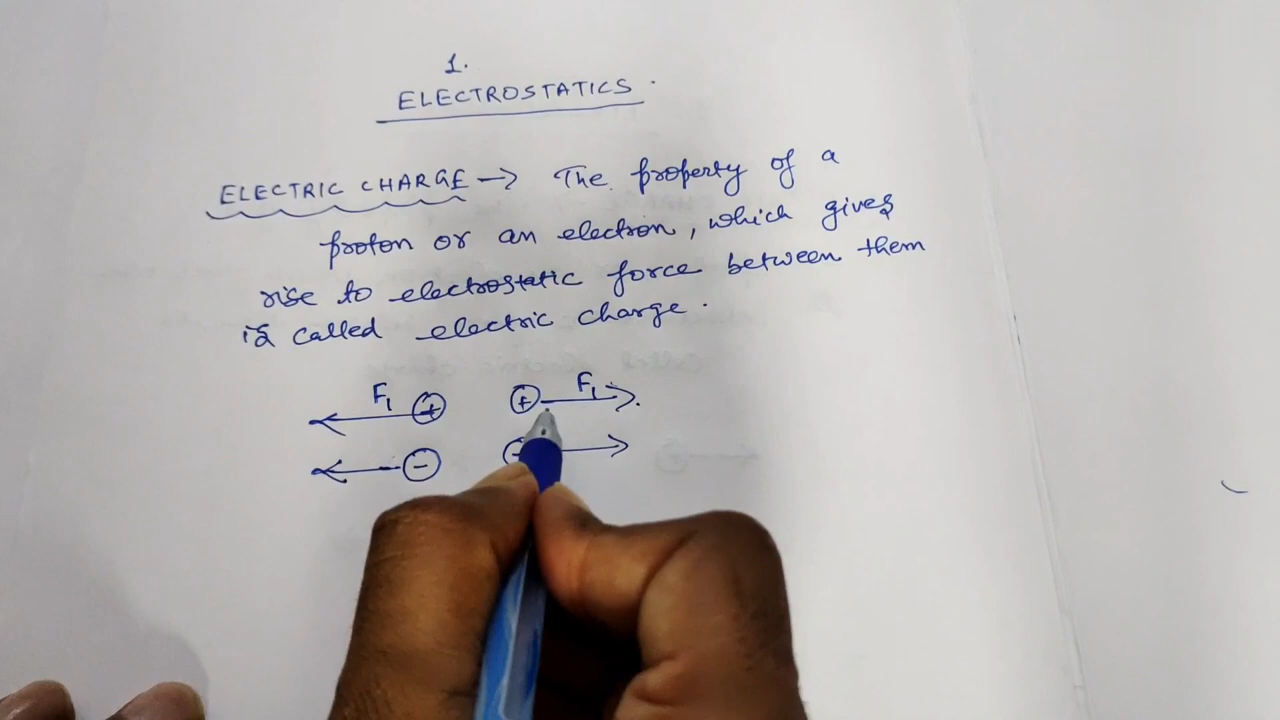 1.
ELECTROSTATICS.
ELECTRIC CHARGE → The property of a
proton or an electron, which gives
rise to electrostatic force between them
is called electric charge.
F₁ + + F₁
- -